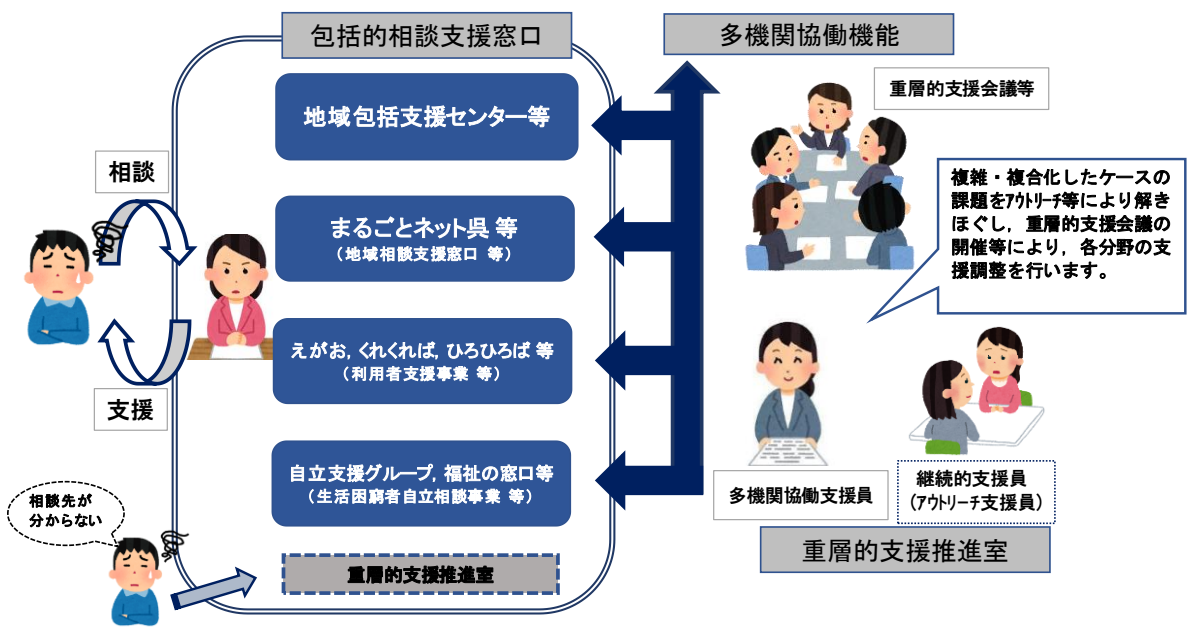 包括的相談支援窓口
地域包括支援センター等
まるごとネット呉 等
（地域相談支援窓口 等）
えがお，くれくれば，ひろひろば 等
（利用者支援事業 等）
自立支援グループ，福祉の窓口等
（生活困窮者自立相談事業 等）
重層的支援推進室
相談
支援
相談先が
分からない
多機関協働機能
重層的支援会議等
複雑・複合化したケースの
課題をｱｳﾄﾘｰﾁ等により解き
ほぐし，重層的支援会議の
開催等により，各分野の支
援調整を行います。
多機関協働支援員
継続的支援員
（ｱｳﾄﾘｰﾁ支援員）
重層的支援推進室